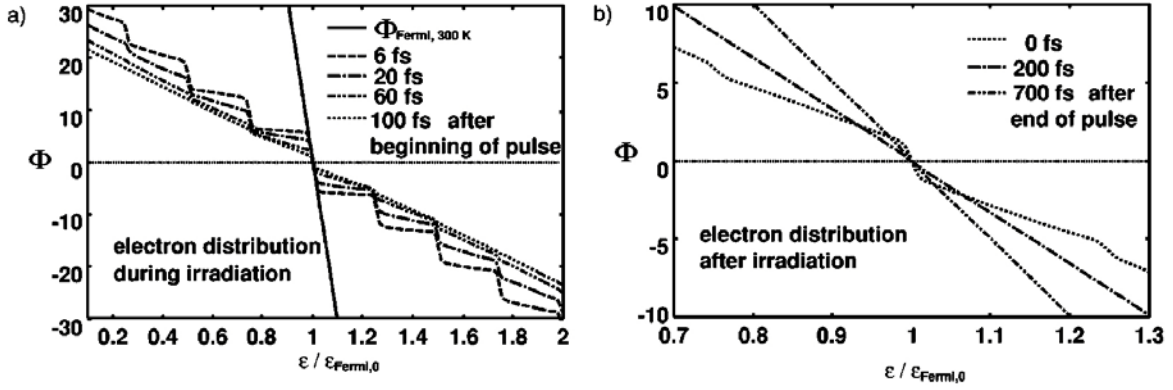 a)
Φ
30
20
10
0
-10
-20
-30
Φ Fermi, 300 K
6 fs
20 fs
60 fs
100 fs after
beginning of pulse
electron distribution
during irradiation
0.2 0.4 0.6 0.8 1 1.2 1.4 1.6 1.8 2
ε / εFermi,0
b)
Φ
10
5
0
-5
-10
0 fs
200 fs
700 fs after
end of pulse
electron distribution
after irradiation
0.7 0.8 0.9 1 1.1 1.2 1.3
ε / εFermi,0